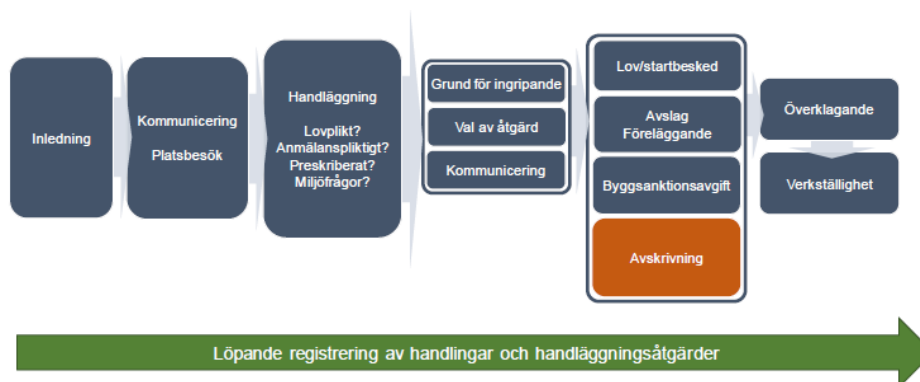 Inledning
Kommunicering
Platsbesök
Handläggning
Lovplikt?
Anmälanspliktigt?
Preskriberat?
Miljöfrågor?
Grund för ingripande
Val av åtgärd
Kommunicering
Lov/startbesked
Avslag
Föreläggande
Byggsanktionsavgift
Avskrivning
Överklagande
Verkställighet
Löpande registrering av handlingar och handläggningsåtgärder